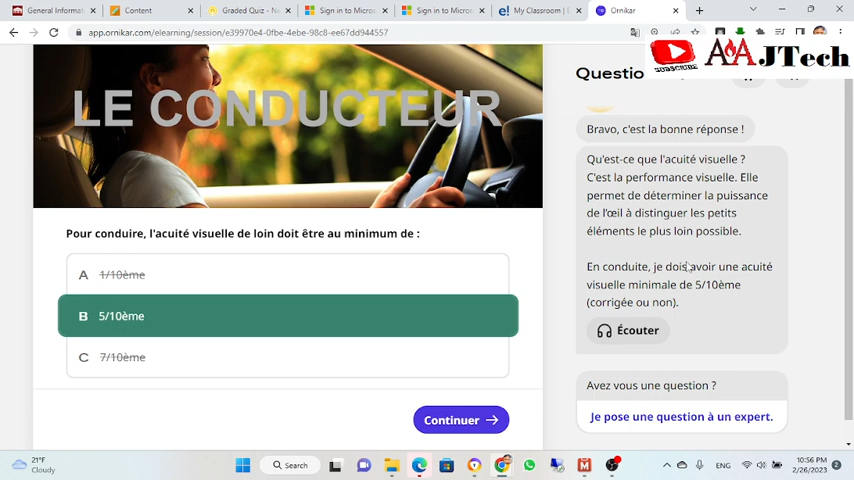 General Informat
Content
Graded Quiz - Ne
Sign in to Micros
Sign in to Micros
My Classroom | E
Ornikar
app.ornikar.com/elearning/session/e39970e4-0fbe-4ebe-98c8-ee67dd944557
SUBSCRIBE
AAJTech
LE CONDUCTEUR
Pour conduire, l'acuité visuelle de loin doit être au minimum de :
A 1/10ème
B 5/10ème
C 7/10ème
Continuer
Questio
Bravo, c'est la bonne réponse !
Qu'est-ce que l'acuité visuelle ?
C'est la performance visuelle. Elle
permet de déterminer la puissance
de l'œil à distinguer les petits
éléments le plus loin possible.
En conduite, je dois avoir une acuité
visuelle minimale de 5/10ème
(corrigée ou non).
Écouter
Avez vous une question ?
Je pose une question à un expert.
21°F
Cloudy
Search
ENG
10:56 PM
2/26/2023